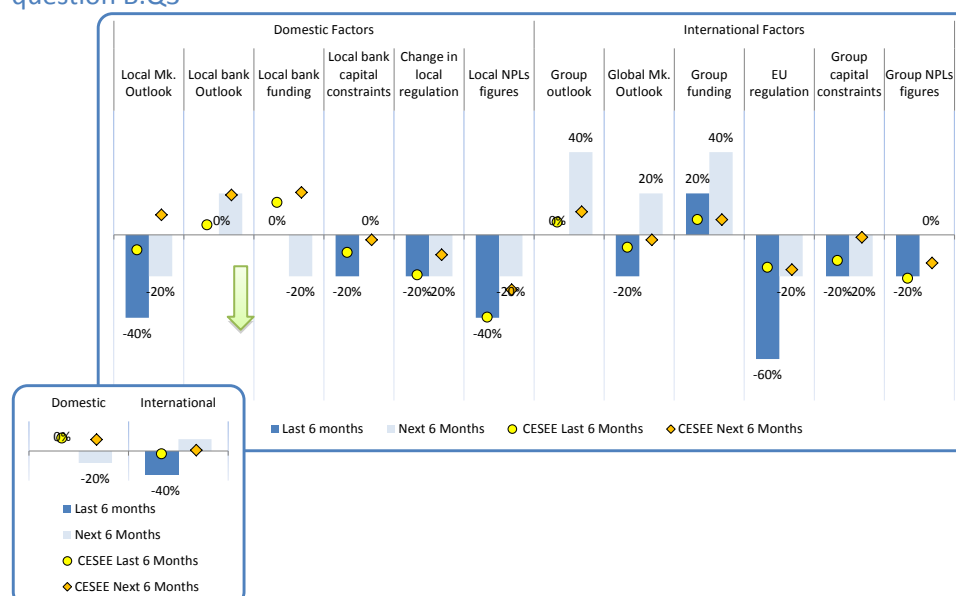 question B.Q5
Domestic Factors
International Factors
Local Mk. Outlook
Local bank Outlook
Local bank funding
Local bank capital constraints
Change in local regulation
Local NPLs figures
Group outlook
Global Mk. Outlook
Group funding
EU regulation
Group capital constraints
Group NPLs figures
40%
20%
40%
20%
0%
0%
0%
0%
0%
-20%
-20%
-20%
-20%
-20%
-20%
-20%
-20%
-20%
-20%
-20%
-40%
-40%
-60%
Last 6 months
Next 6 Months
CESEE Last 6 Months
CESEE Next 6 Months
Domestic
International
0%
-20%
-40%
Last 6 months
Next 6 Months
CESEE Last 6 Months
CESEE Next 6 Months